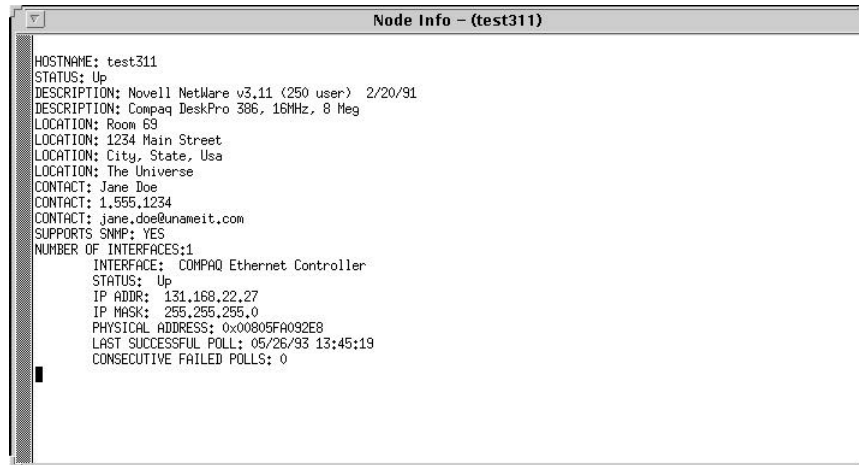 Node Info – (test311)
HOSTNAME: test311
STATUS: Up
DESCRIPTION: Novell NetWare v3.11 (250 user)  2/20/91
DESCRIPTION: Compaq DeskPro 386, 16MHz, 8 Meg
LOCATION: Room 69
LOCATION: 1234 Main Street
LOCATION: City, State, Usa
LOCATION: The Universe
CONTACT: Jane Doe
CONTACT: 1.555.1234
CONTACT: jane.doe@unameit.com
SUPPORTS SNMP: YES
NUMBER OF INTERFACES:1
INTERFACE:  COMPAQ Ethernet Controller
STATUS:  Up
IP ADDR:  131.168.22.27
IP MASK:  255.255.255.0
PHYSICAL ADDRESS: 0x00805FA092E8
LAST SUCCESSFUL POLL: 05/26/93 13:45:19
CONSECUTIVE FAILED POLLS: 0